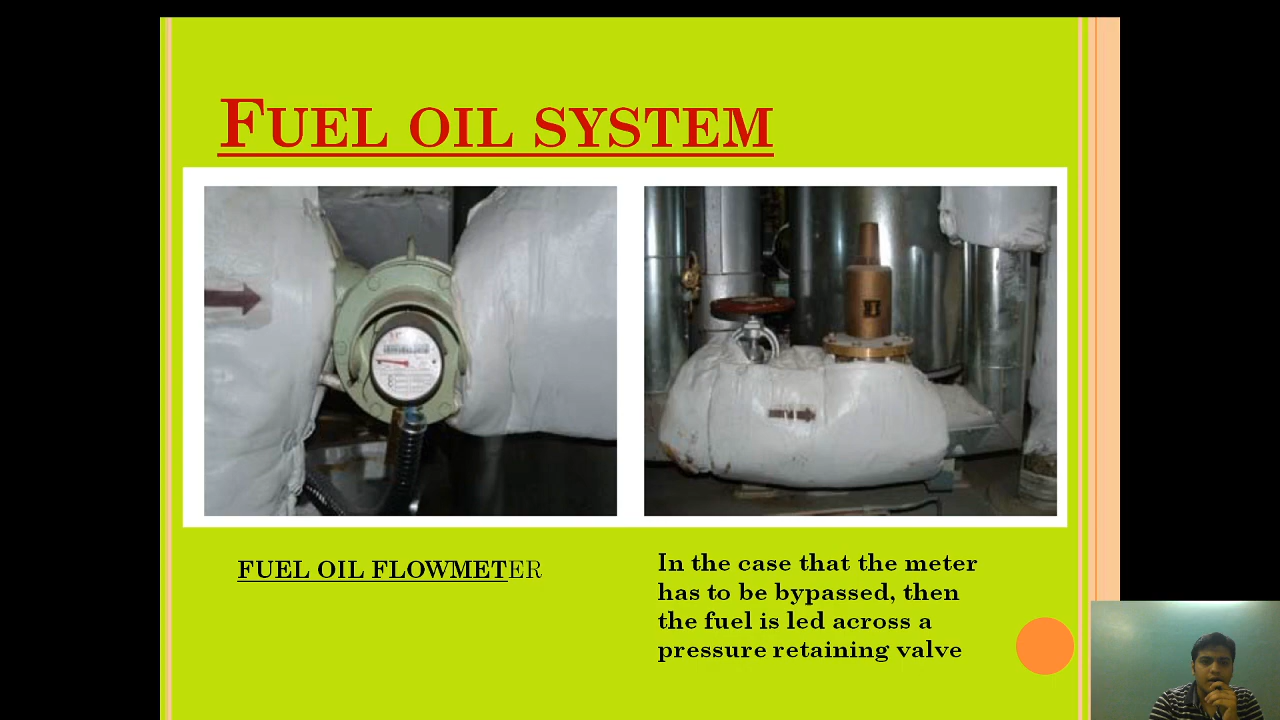 FUEL OIL SYSTEM
FUEL OIL FLOWMETER
In the case that the meter
has to be bypassed, then
the fuel is led across a
pressure retaining valve